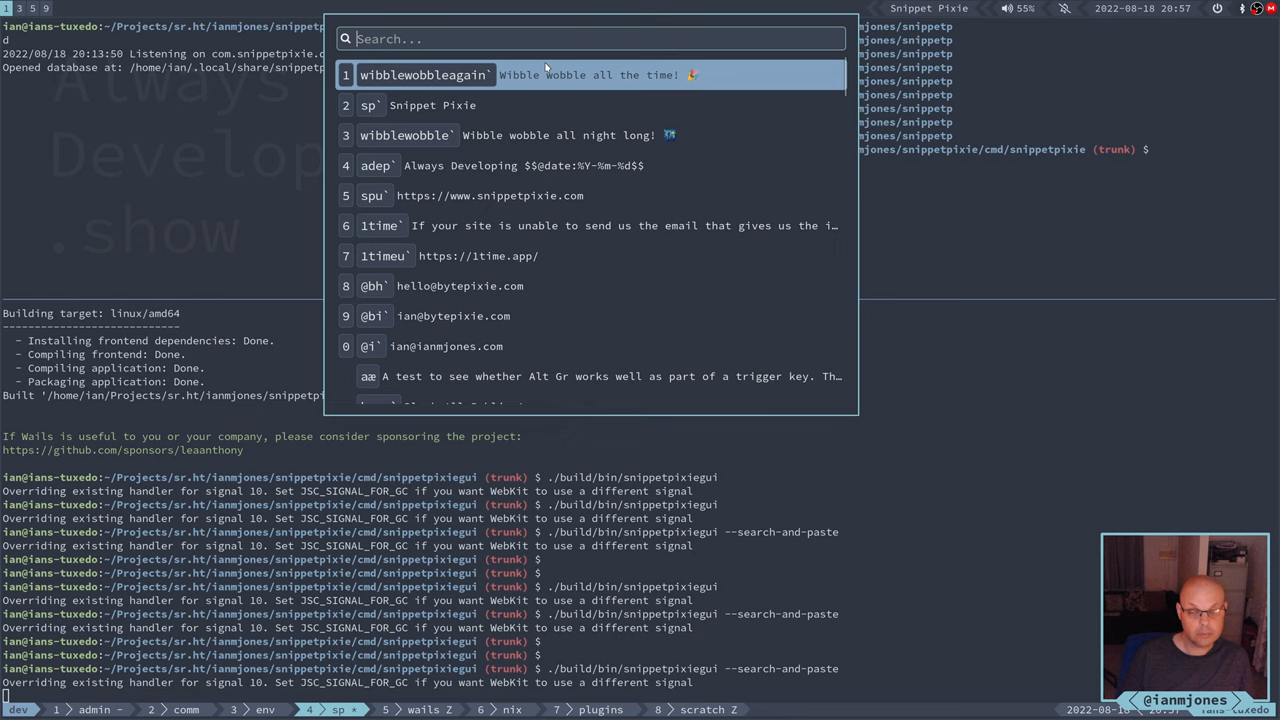 1 3 5 9
Snippet Pixie
55%
2022-08-18 20:57
ian@ians-tuxedo:~/Projects/sr.ht/ianmjones/snippetp
d
2022/08/18 20:13:50 Listening on com.snippetpixie
Opened database at: /home/ian/.local/share/snippetp
Always
Develop
.show
mjones/snippetp
mjones/snippetp
mjones/snippetp
mjones/snippetp
mjones/snippetp
mjones/snippetp
mjones/snippetp
mjones/snippetp
mjones/snippetp
mjones/snippetpixie/cmd/snippetpixie (trunk) $
Search...
1 wibblewobbleagain` Wibble wobble all the time! 🎉
2 sp` Snippet Pixie
3 wibblewobble` Wibble wobble all night long! 🌃
4 adep` Always Developing $$@date:%Y-%m-%d$$
5 spu` https://www.snippetpixie.com
6 1time` If your site is unable to send us the email that gives us the i…
7 1timeu` https://1time.app/
8 @bh` hello@bytepixie.com
9 @bi` ian@bytepixie.com
0 @i` ian@ianmjones.com
aæ A test to see whether Alt Gr works well as part of a trigger key. Th…
Building target: linux/amd64
---------------------------
- Installing frontend dependencies: Done.
- Compiling frontend: Done.
- Compiling application: Done.
- Packaging application: Done.
Built '/home/ian/Projects/sr.ht/ianmjones/snippetpi
If Wails is useful to you or your company, please consider sponsoring the project:
https://github.com/sponsors/leaanthony
ian@ians-tuxedo:~/Projects/sr.ht/ianmjones/snippetpixie/cmd/snippetpixiegui (trunk) $ ./build/bin/snippetpixiegui
Overriding existing handler for signal 10. Set JSC_SIGNAL_FOR_GC if you want WebKit to use a different signal
ian@ians-tuxedo:~/Projects/sr.ht/ianmjones/snippetpixie/cmd/snippetpixiegui (trunk) $ ./build/bin/snippetpixiegui
Overriding existing handler for signal 10. Set JSC_SIGNAL_FOR_GC if you want WebKit to use a different signal
ian@ians-tuxedo:~/Projects/sr.ht/ianmjones/snippetpixie/cmd/snippetpixiegui (trunk) $ ./build/bin/snippetpixiegui --search-and-paste
Overriding existing handler for signal 10. Set JSC_SIGNAL_FOR_GC if you want WebKit to use a different signal
ian@ians-tuxedo:~/Projects/sr.ht/ianmjones/snippetpixie/cmd/snippetpixiegui (trunk) $
ian@ians-tuxedo:~/Projects/sr.ht/ianmjones/snippetpixie/cmd/snippetpixiegui (trunk) $
ian@ians-tuxedo:~/Projects/sr.ht/ianmjones/snippetpixie/cmd/snippetpixiegui (trunk) $ ./build/bin/snippetpixiegui
Overriding existing handler for signal 10. Set JSC_SIGNAL_FOR_GC if you want WebKit to use a different signal
ian@ians-tuxedo:~/Projects/sr.ht/ianmjones/snippetpixie/cmd/snippetpixiegui (trunk) $ ./build/bin/snippetpixiegui --search-and-paste
Overriding existing handler for signal 10. Set JSC_SIGNAL_FOR_GC if you want WebKit to use a different signal
ian@ians-tuxedo:~/Projects/sr.ht/ianmjones/snippetpixie/cmd/snippetpixiegui (trunk) $
ian@ians-tuxedo:~/Projects/sr.ht/ianmjones/snippetpixie/cmd/snippetpixiegui (trunk) $
ian@ians-tuxedo:~/Projects/sr.ht/ianmjones/snippetpixie/cmd/snippetpixiegui (trunk) $ ./build/bin/snippetpixiegui --search-and-paste
Overriding existing handler for signal 10. Set JSC_SIGNAL_FOR_GC if you want WebKit to use a different signal
dev 1 > admin - 2 > comm 3 > env 4 > sp * 5 > wails Z 6 > nix 7 > plugins 8 > scratch Z
2022-08-18
@ianmjones